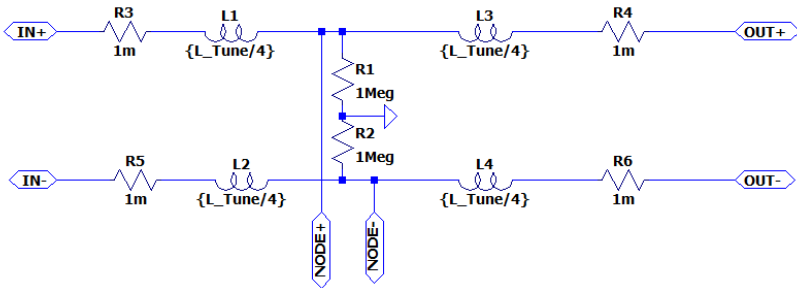 R3 L1 L3 R4
IN+ OUT+
1m {L_Tune/4} {L_Tune/4} 1m
R1
1Meg
R2
1Meg
R5 L2 L4 R6
IN- OUT-
1m {L_Tune/4} {L_Tune/4} 1m
NODE+
NODE-